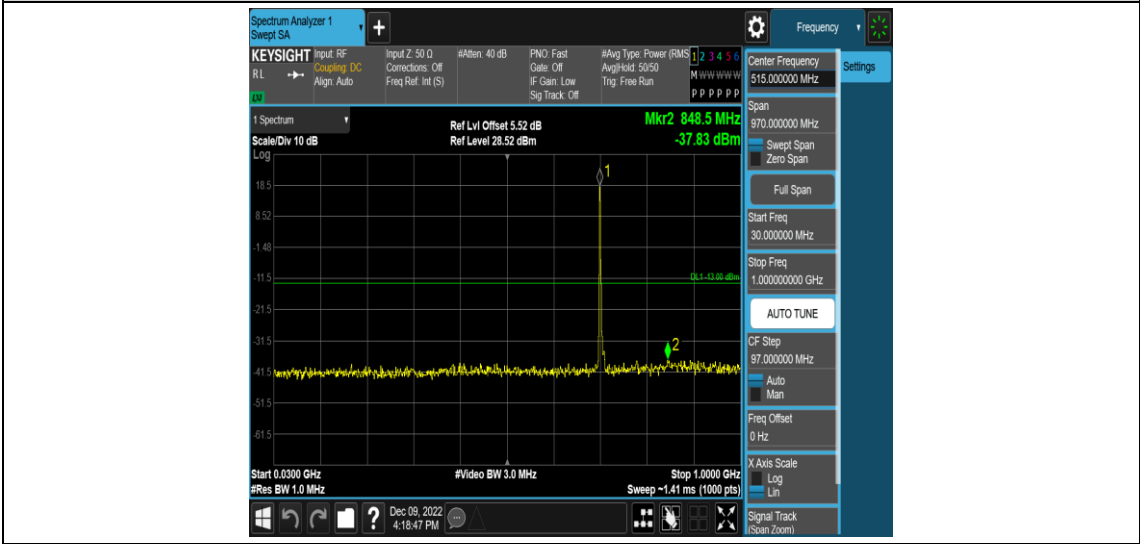 Spectrum Analyzer 1
Swept SA
+
Frequency
KEYSIGHT
RL
Input: RF
Coupling: DC
Align: Auto
Input Z: 50 Ω
Corrections: Off
Freq Ref: Int (S)
#Atten: 40 dB
PNO: Fast
Gate: Off
IF Gain: Low
Sig Track: Off
#Avg Type: Power (RMS
Avg|Hold: 50/50
Trig: Free Run
1 2 3 4 5 6
M W W W W W
P P P P P P
1 Spectrum
Scale/Div 10 dB
Log
Ref Lvl Offset 5.52 dB
Ref Level 28.52 dBm
Mkr2 848.5 MHz
-37.83 dBm
1
18.5
8.52
-1.48
-11.5
DL1 -13.00 dBm
-21.5
-31.5
2
-41.5
-51.5
-61.5
Start 0.0300 GHz
#Video BW 3.0 MHz
Stop 1.0000 GHz
#Res BW 1.0 MHz
Sweep ~1.41 ms (1000 pts)
?
Dec 09, 2022
4:18:47 PM
Center Frequency
515.000000 MHz
Settings
Span
970.000000 MHz
Swept Span
Zero Span
Full Span
Start Freq
30.000000 MHz
Stop Freq
1.000000000 GHz
AUTO TUNE
CF Step
97.000000 MHz
Auto
Man
Freq Offset
0 Hz
X Axis Scale
Log
Lin
Signal Track
(Span Zoom)